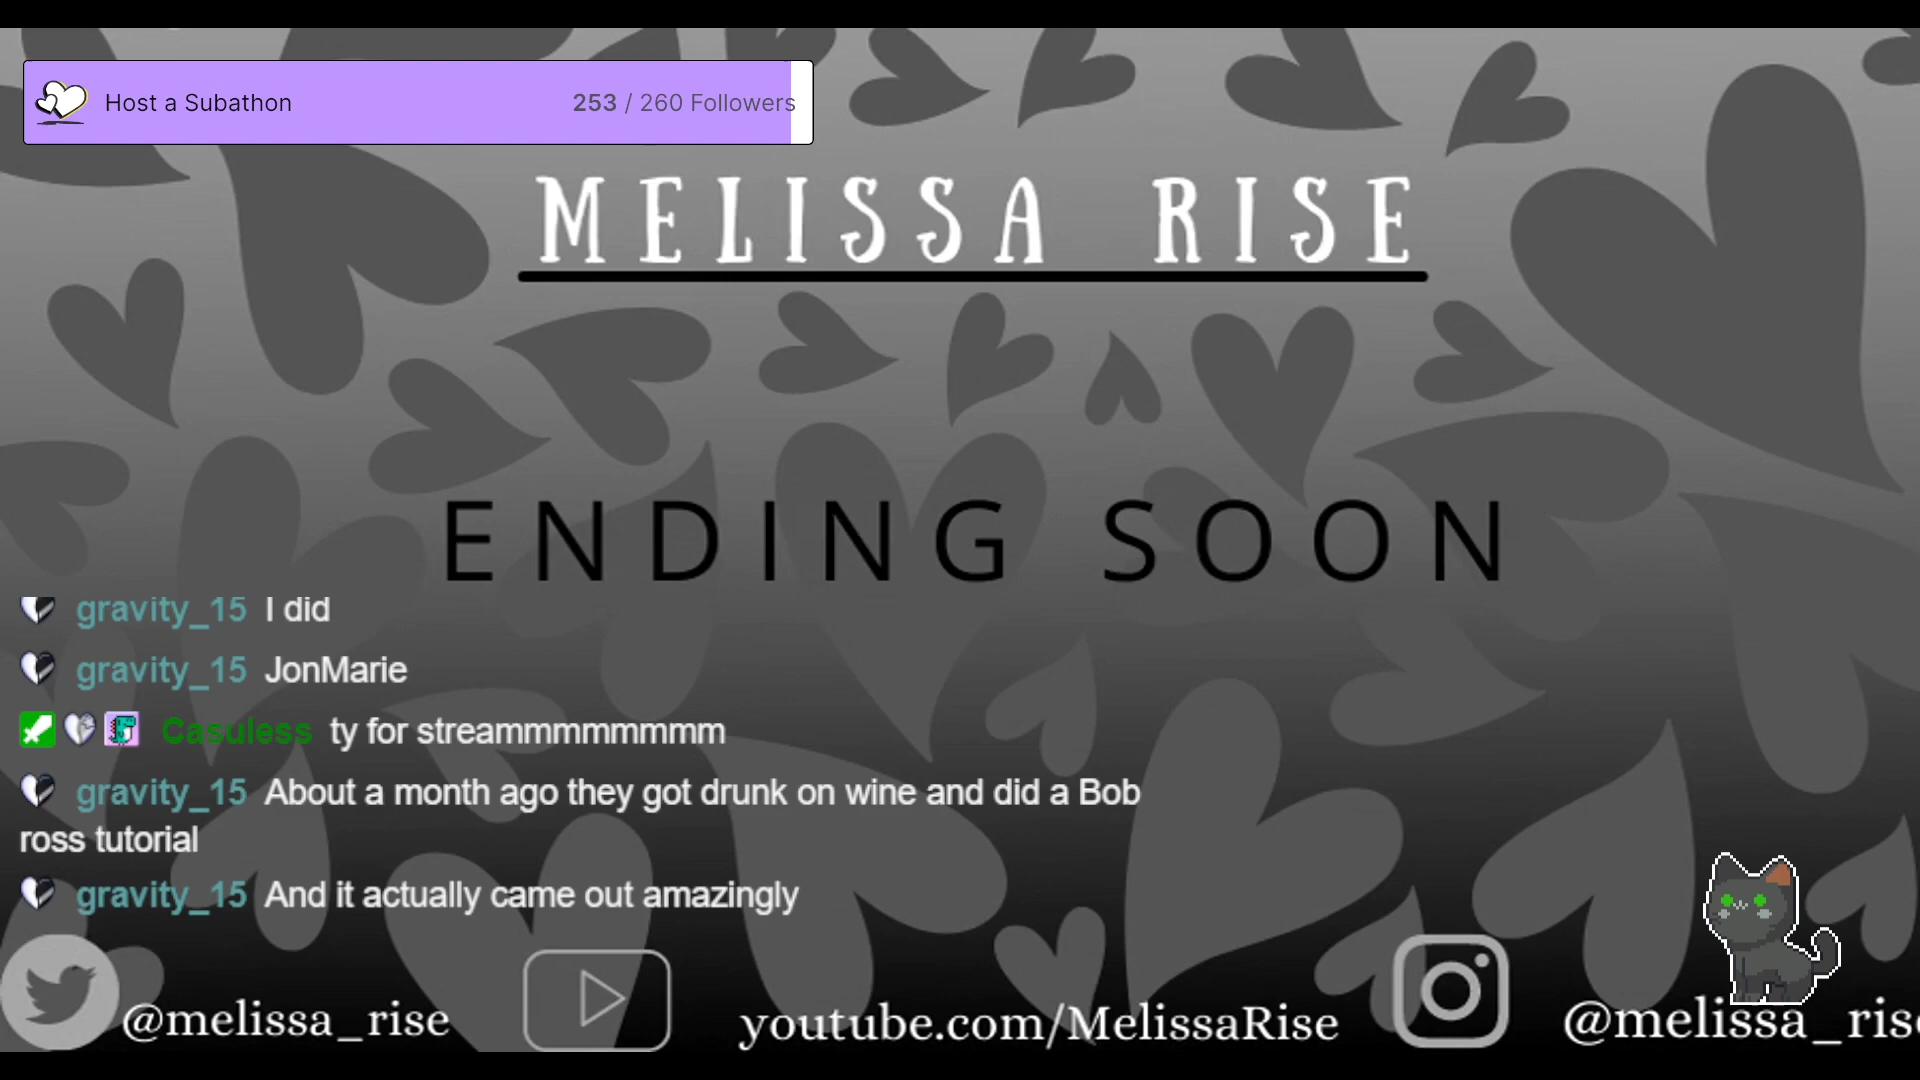 Host a Subathon 253 / 260 Followers
MELISSA RISE
ENDING SOON
gravity_15 I did
gravity_15 JonMarie
Casuless ty for streammmmmmmm
gravity_15 About a month ago they got drunk on wine and did a Bob
ross tutorial
gravity_15 And it actually came out amazingly
@melissa_rise youtube.com/MelissaRise @melissa_ris